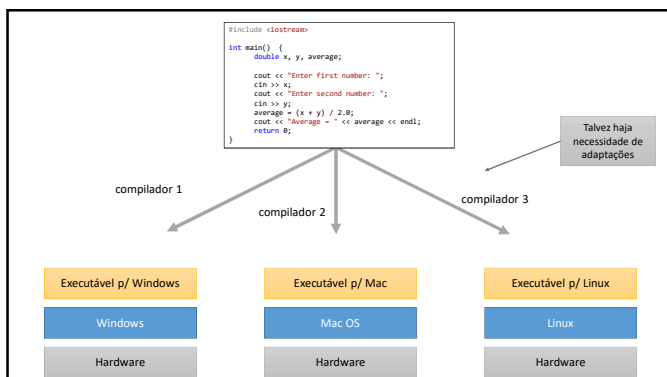 #include <iostream>
int main() {
double x, y, average;
cout << "Enter first number: ";
cin >> x;
cout << "Enter second number: ";
cin >> y;
average = (x + y) / 2.0;
cout << "Average = " << average << endl;
return 0;
}
Talvez haja
necessidade de
adaptações
compilador 1
compilador 2
compilador 3
Executável p/ Windows
Executável p/ Mac
Executável p/ Linux
Windows
Mac OS
Linux
Hardware
Hardware
Hardware